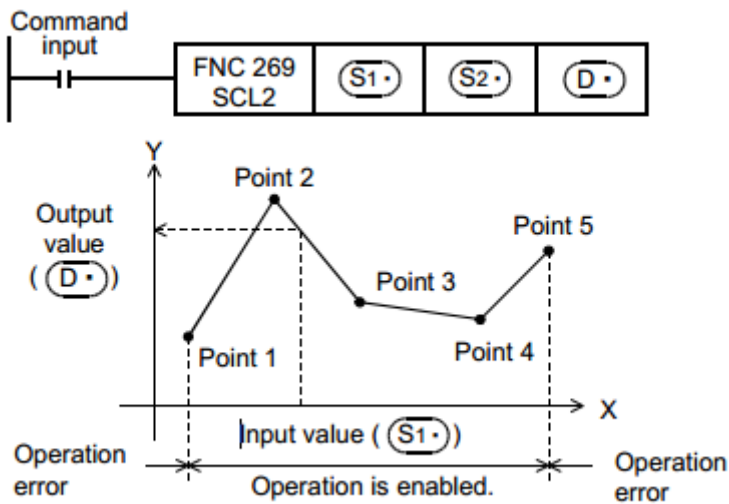 Command
input
FNC 269
SCL2
S1 ·
S2 ·
D ·
Y
Point 2
Output
value
( D · )
Point 5
Point 3
Point 1
Point 4
X
Input value ( S1 · )
Operation
error
Operation is enabled.
Operation
error